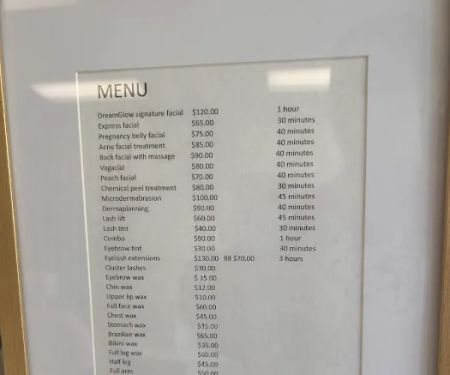 MENU
DreamGlow signature facial $120.00 1 hour
Express facial $65.00 30 minutes
Pregnancy belly facial $75.00 40 minutes
Acne facial treatment $85.00 40 minutes
Back facial with massage $90.00 40 minutes
Vagacial $80.00 40 minutes
Peach facial $70.00 40 minutes
Chemical peel treatment $80.00 30 minutes
Microdermabrasion $100.00 45 minutes
Dermaplanning $90.00 40 minutes
Lash lift $60.00 45 minutes
Lash tint $40.00 30 minutes
Combo $90.00 1 hour
Eyebrow tint $30.00 30 minutes
Eyelash extensions $130.00 $70.00 3 hours
Cluster lashes $30.00
Eyebrow wax $ 15.00
Chin wax $12.00
Upper lip wax $10.00
Full face wax $60.00
Chest wax $45.00
Stomach wax $35.00
Brazilian wax $65.00
Bikini wax $35.00
Full leg wax $60.00
Half leg $45.00
Full arm $50.00